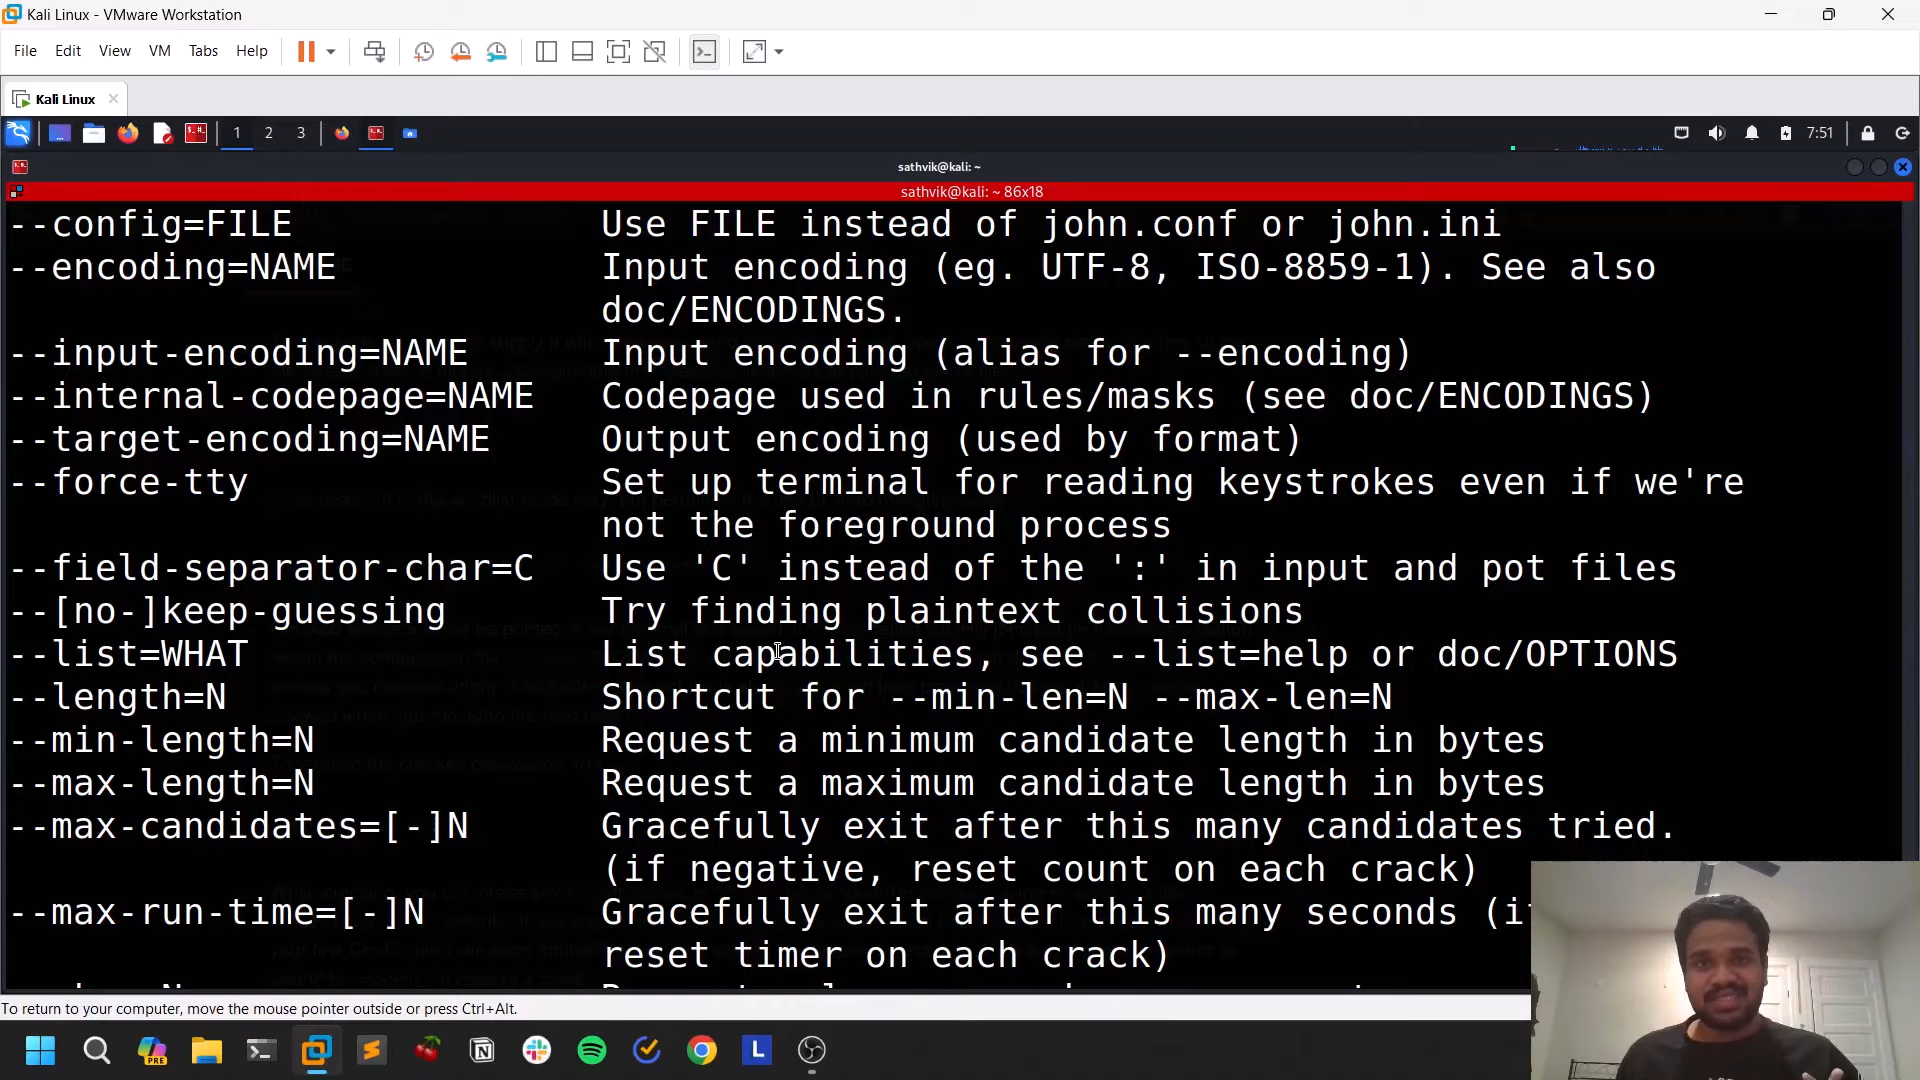 Kali Linux - VMware Workstation
File Edit View VM Tabs Help
Kali Linux
1 2 3 7:51
sathvik@kali: ~
sathvik@kali: ~ 86x18
--config=FILE Use FILE instead of john.conf or john.ini
--encoding=NAME Input encoding (eg. UTF-8, ISO-8859-1). See also
doc/ENCODINGS.
--input-encoding=NAME Input encoding (alias for --encoding)
--internal-codepage=NAME Codepage used in rules/masks (see doc/ENCODINGS)
--target-encoding=NAME Output encoding (used by format)
--force-tty Set up terminal for reading keystrokes even if we're
not the foreground process
--field-separator-char=C Use 'C' instead of the ':' in input and pot files
--[no-]keep-guessing Try finding plaintext collisions
--list=WHAT List capabilities, see --list=help or doc/OPTIONS
--length=N Shortcut for --min-len=N --max-len=N
--min-length=N Request a minimum candidate length in bytes
--max-length=N Request a maximum candidate length in bytes
--max-candidates=[-]N Gracefully exit after this many candidates tried.
(if negative, reset count on each crack)
--max-run-time=[-]N Gracefully exit after this many seconds (if
reset timer on each crack)
To return to your computer, move the mouse pointer outside or press Ctrl+Alt.
PRE
L